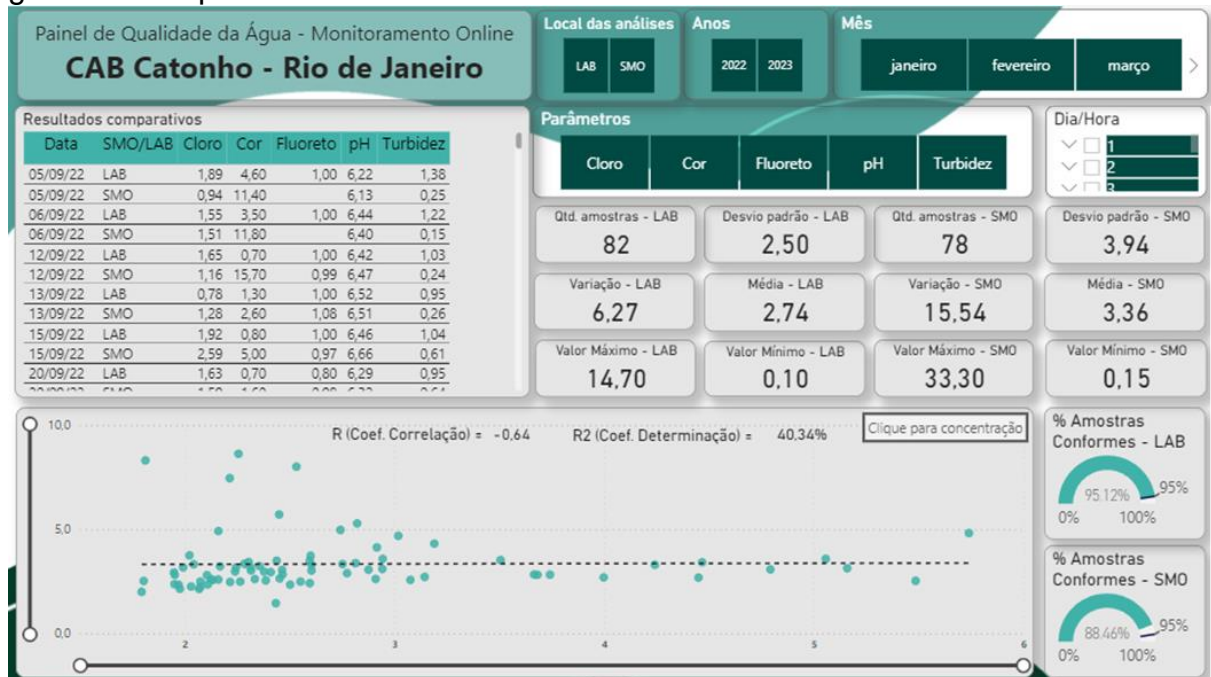 Painel de Qualidade da Água - Monitoramento Online
CAB Catonho - Rio de Janeiro
Local das análises
LAB SMO
Anos
2022 2023
Mês
janeiro fevereiro março
Resultados comparativos
Data SMO/LAB Cloro Cor Fluoreto pH Turbidez
05/09/22 LAB 1,89 4,60 1,00 6,22 1,38
05/09/22 SMO 0,94 11,40 6,13 0,25
06/09/22 LAB 1,55 3,50 1,00 6,44 1,22
06/09/22 SMO 1,51 11,80 6,40 0,15
12/09/22 LAB 1,65 0,70 1,00 6,42 1,03
12/09/22 SMO 1,16 15,70 0,99 6,47 0,24
13/09/22 LAB 0,78 1,30 1,00 6,52 0,95
13/09/22 SMO 1,28 2,60 1,08 6,51 0,26
15/09/22 LAB 1,92 0,80 1,00 6,46 1,04
15/09/22 SMO 2,59 5,00 0,97 6,66 0,61
20/09/22 LAB 1,63 0,70 0,80 6,29 0,95
Parâmetros
Cloro Cor Fluoreto pH Turbidez
Dia/Hora
1
2
3
Qtd. amostras - LAB
82
Desvio padrão - LAB
2,50
Qtd. amostras - SMO
78
Desvio padrão - SMO
3,94
Variação - LAB
6,27
Média - LAB
2,74
Variação - SMO
15,54
Média - SMO
3,36
Valor Máximo - LAB
14,70
Valor Mínimo - LAB
0,10
Valor Máximo - SMO
33,30
Valor Mínimo - SMO
0,15
R (Coef. Correlação) = -0,64 R2 (Coef. Determinação) = 40,34%
Clique para concentração
10,0
5,0
0,0
2 3 4 5 6
% Amostras
Conformes - LAB
95.12% 95%
0% 100%
% Amostras
Conformes - SMO
88.46% 95%
0% 100%